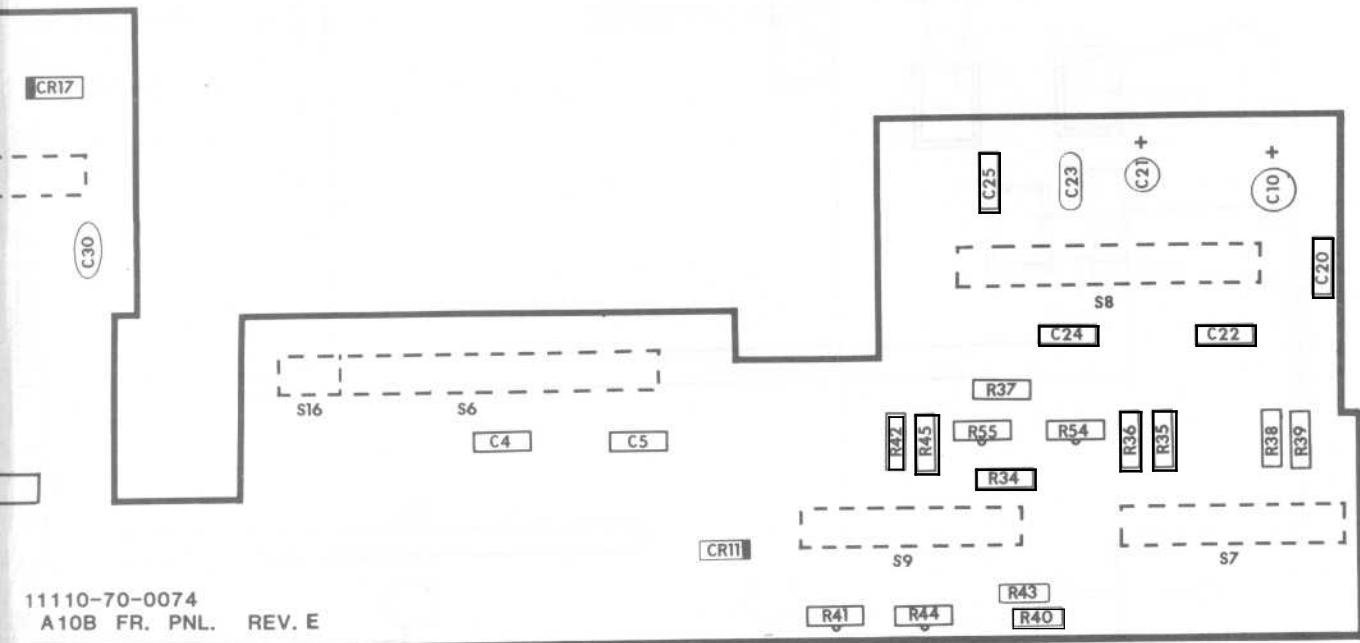 CR17
C30
C25
C23
+
C21
+
C10
C20
S8
C24
C22
S16
S6
C4
C5
R37
R42
R45
R55
R54
R36
R35
R38
R39
R34
S9
S7
CR11
R43
R41
R44
R40
11110-70-0074
A10B FR. PNL. REV. E